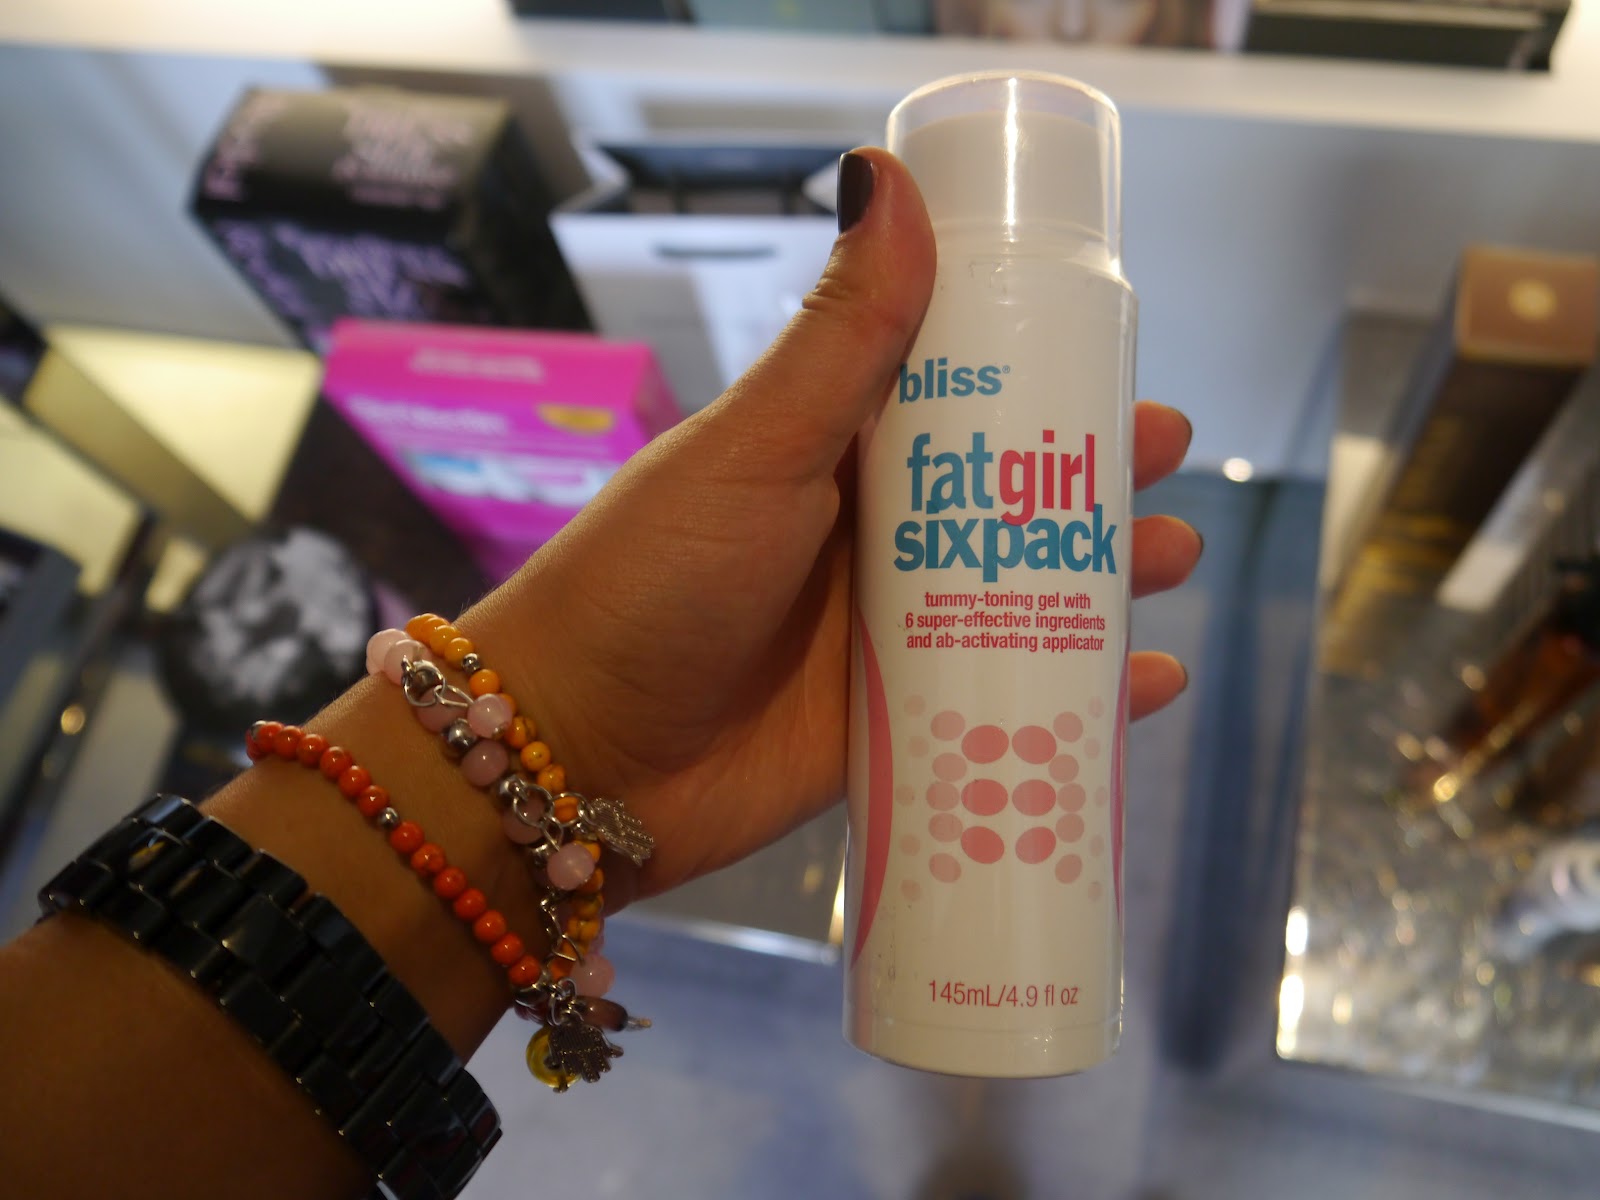 bliss®
fatgirl
sixpack
tummy-toning gel with
6 super-effective ingredients
and ab-activating applicator
145mL/4.9 fl oz